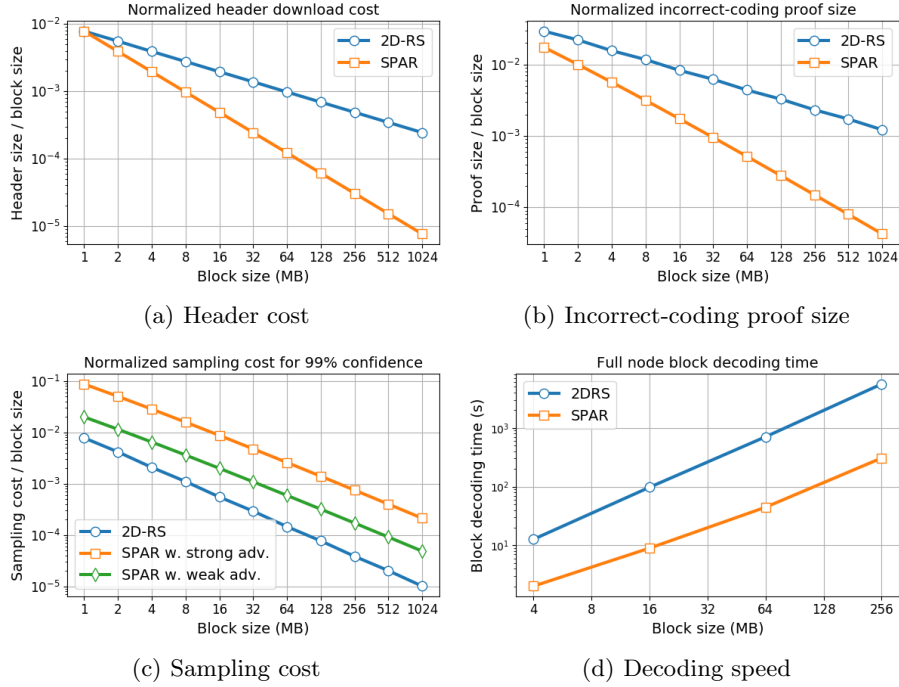 Normalized header download cost
10^-2
10^-3
10^-4
10^-5
Header size / block size
2D-RS
SPAR
1 2 4 8 16 32 64 128 256 512 1024
Block size (MB)
(a) Header cost
Normalized incorrect-coding proof size
10^-2
10^-3
10^-4
Proof size / block size
2D-RS
SPAR
1 2 4 8 16 32 64 128 256 512 1024
Block size (MB)
(b) Incorrect-coding proof size
Normalized sampling cost for 99% confidence
10^-1
10^-2
10^-3
10^-4
10^-5
Sampling cost / block size
2D-RS
SPAR w. strong adv.
SPAR w. weak adv.
1 2 4 8 16 32 64 128 256 512 1024
Block size (MB)
(c) Sampling cost
Full node block decoding time
10^3
10^2
10^1
Block decoding time (s)
2DRS
SPAR
4 8 16 32 64 128 256
Block size (MB)
(d) Decoding speed